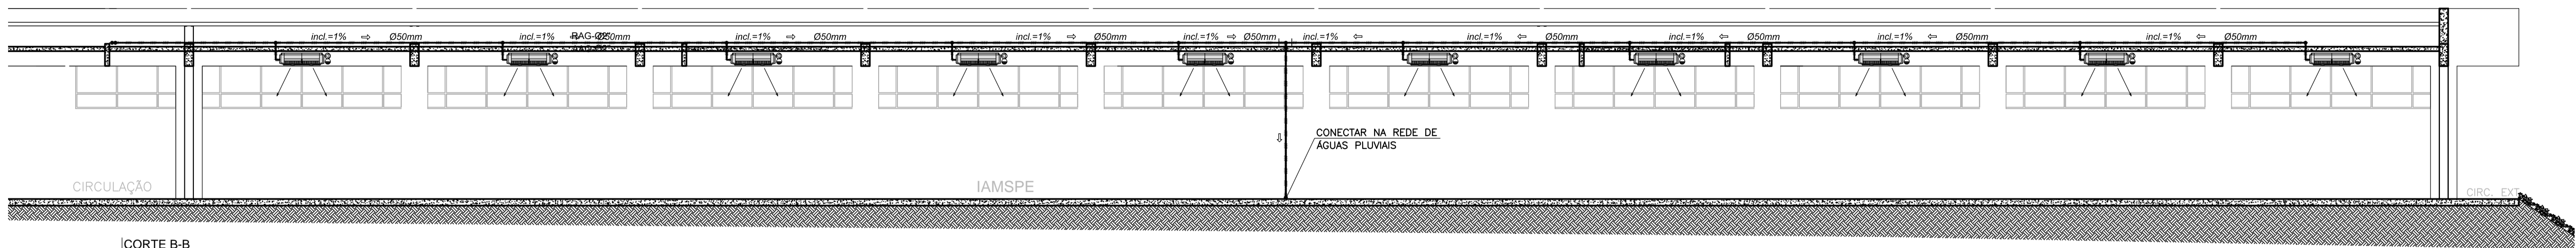 incl.=1% ⇨ Ø50mm
incl.=1% ⇨ Ø50mm
RAG-02
incl.=1% ⇨ Ø50mm
incl.=1% ⇨ Ø50mm
incl.=1% ⇨ Ø50mm
incl.=1% ⇦
incl.=1% ⇦ Ø50mm
incl.=1% ⇦ Ø50mm
incl.=1% ⇦ Ø50mm
incl.=1% ⇦ Ø50mm
CONECTAR NA REDE DE
ÁGUAS PLUVIAIS
CIRCULAÇÃO
IAMSPE
CIRC. EXT
CORTE B-B